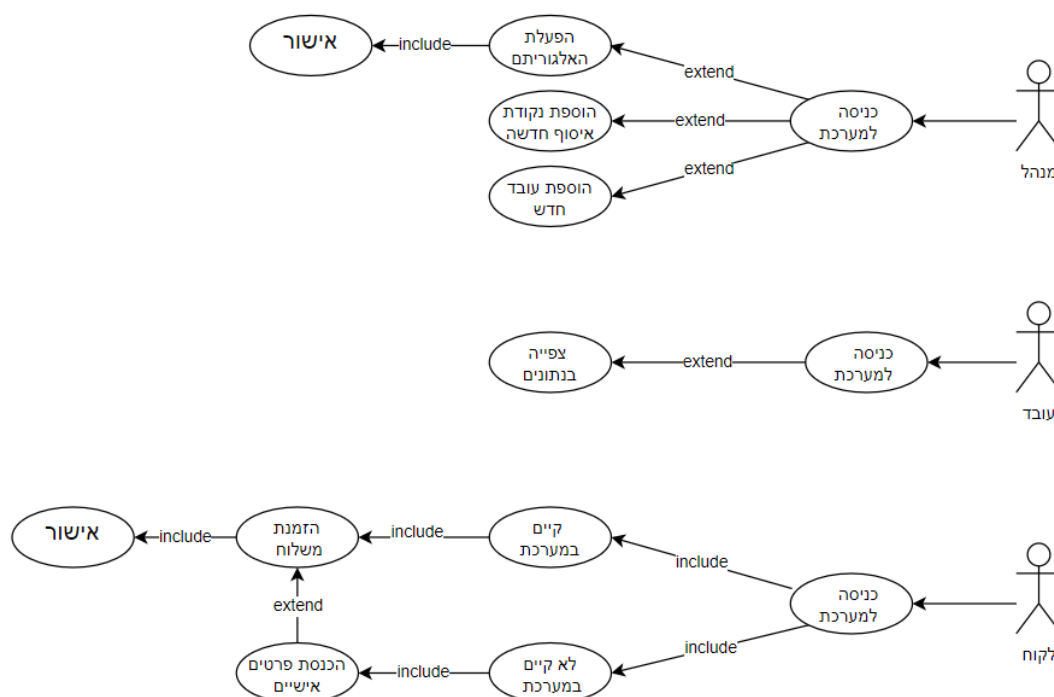 אישור
include
הפעלת
האלגוריתם
extend
הוספת נקודת
איסוף חדשה
extend
כניסה
למערכת
extend
הוספת עובד
חדש
מנהל
צפייה
בנתונים
extend
כניסה
למערכת
עובד
אישור
include
הזמנת
משלוח
include
קיים
במערכת
include
כניסה
למערכת
extend
include
הכנסת פרטים
אישיים
include
לא קיים
במערכת
לקוח